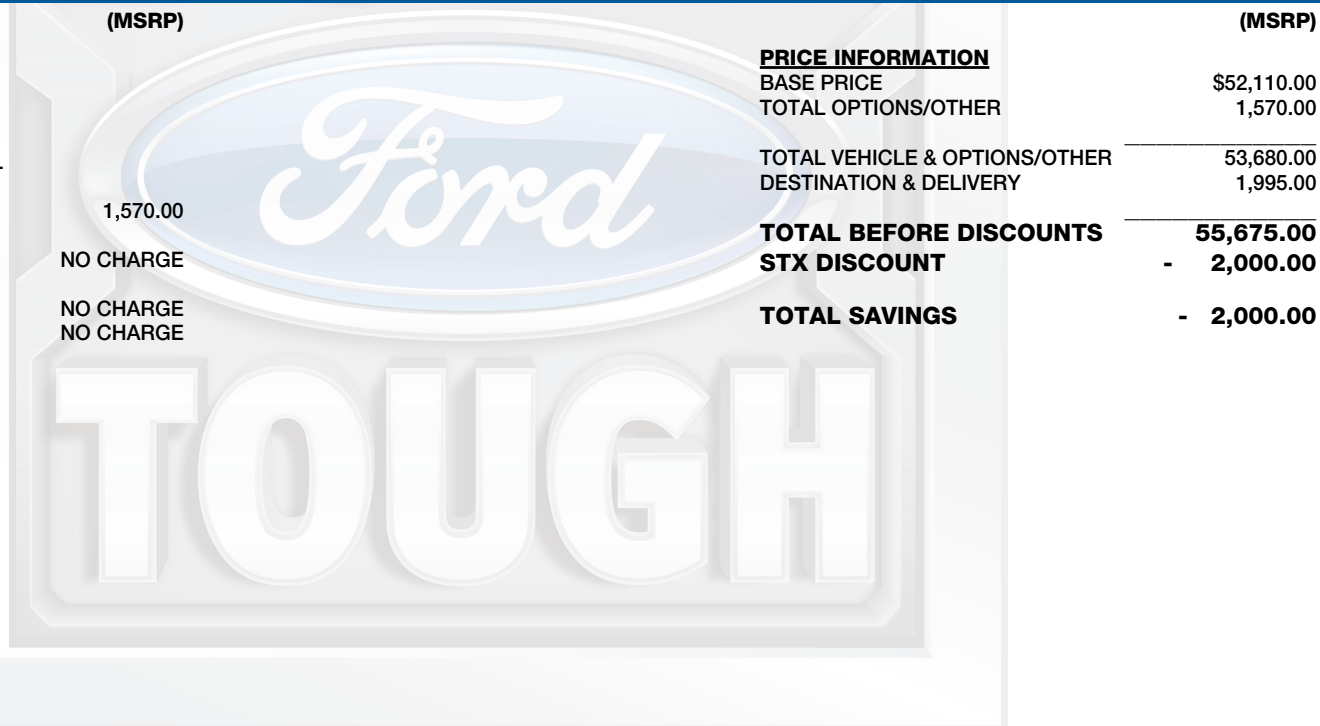 (MSRP)
1,570.00
NO CHARGE
NO CHARGE
NO CHARGE
(MSRP)
PRICE INFORMATION
BASE PRICE $52,110.00
TOTAL OPTIONS/OTHER 1,570.00
TOTAL VEHICLE & OPTIONS/OTHER 53,680.00
DESTINATION & DELIVERY 1,995.00
TOTAL BEFORE DISCOUNTS 55,675.00
STX DISCOUNT - 2,000.00
TOTAL SAVINGS - 2,000.00
Ford
TOUGH